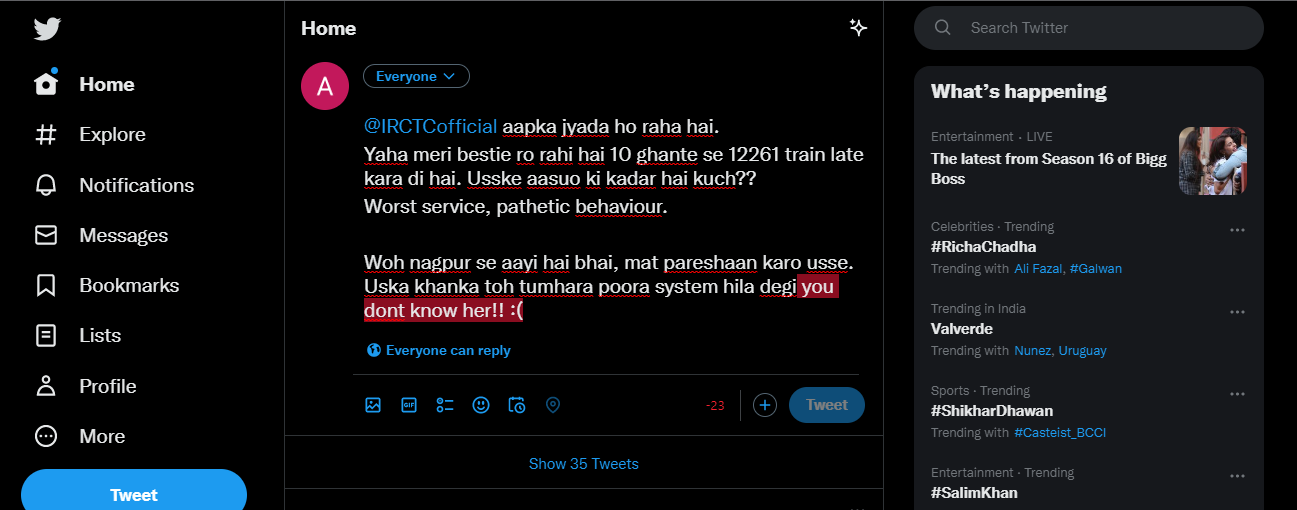 Home
Explore
Notifications
Messages
Bookmarks
Lists
Profile
More
Tweet
Home
A
Everyone
@IRCTCofficial aapka jyada ho raha hai.
Yaha meri bestie ro rahi hai 10 ghante se 12261 train late
kara di hai. Usske aasuo ki kadar hai kuch??
Worst service, pathetic behaviour.
Woh nagpur se aayi hai bhai, mat pareshaan karo usse.
Uska khanka toh tumhara poora system hila degi you
dont know her!! :(
Everyone can reply
GIF
-23
Tweet
Show 35 Tweets
Search Twitter
What's happening
Entertainment · LIVE
The latest from Season 16 of Bigg
Boss
Celebrities · Trending
#RichaChadha
Trending with Ali Fazal, #Galwan
Trending in India
Valverde
Trending with Nunez, Uruguay
Sports · Trending
#ShikharDhawan
Trending with #Casteist_BCCI
Entertainment · Trending
#SalimKhan